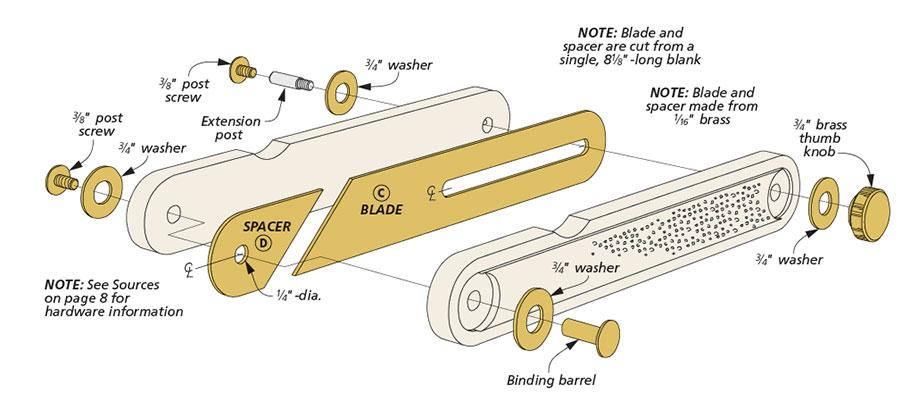 NOTE: Blade and
spacer are cut from a
single, 8⅛"-long blank
¾" washer
⅜" post
screw
NOTE: Blade and
spacer made from
1⁄16" brass
Extension
post
⅜" post
screw
¾" washer
¾" brass
thumb
knob
C
BLADE
℄
SPACER
D
℄
¼"-dia.
¾" washer
¾" washer
NOTE: See Sources
on page 8 for
hardware information
Binding barrel